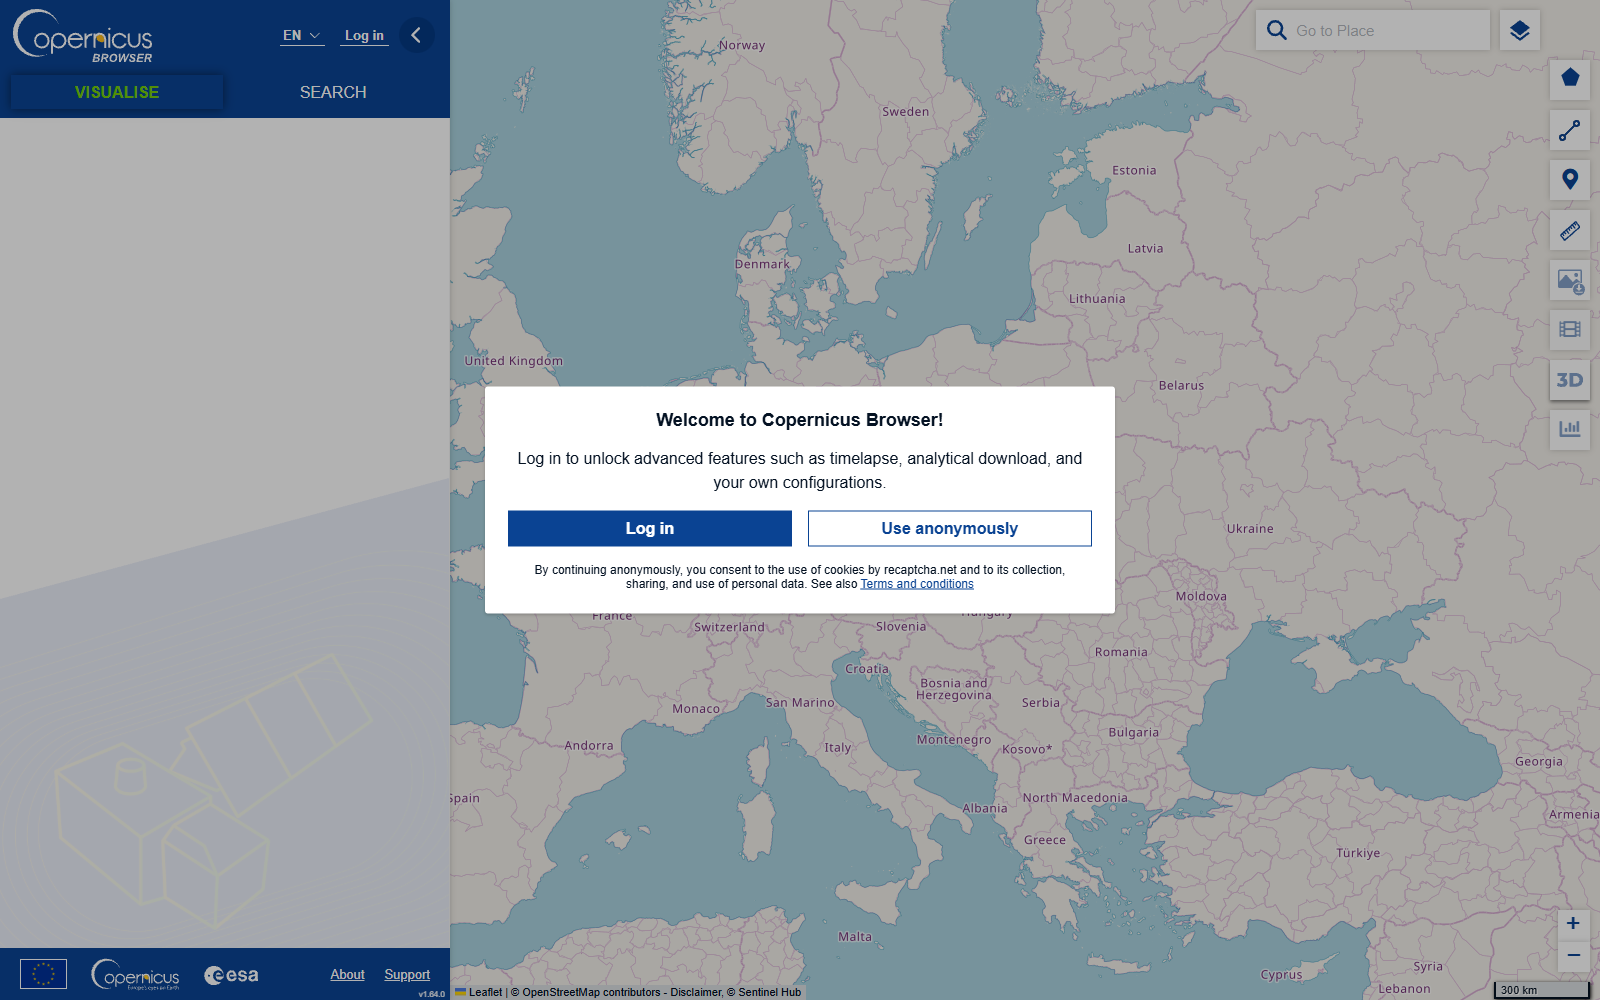 Copernicus
BROWSER
EN
Log in
VISUALISE
SEARCH
Go to Place
3D
Norway
Sweden
Estonia
Latvia
Denmark
Lithuania
United Kingdom
Belarus
Welcome to Copernicus Browser!
Log in to unlock advanced features such as timelapse, analytical download, and
your own configurations.
Log in
Use anonymously
By continuing anonymously, you consent to the use of cookies by recaptcha.net and to its collection,
sharing, and use of personal data. See also Terms and conditions
Ukraine
Moldova
France
Switzerland
Slovenia
Hungary
Romania
Croatia
Bosnia and
Herzegovina
San Marino
Monaco
Serbia
Bulgaria
Montenegro
Kosovo*
Andorra
Italy
Georgia
Spain
Albania
North Macedonia
Armenia
Greece
Türkiye
Malta
Syria
Cyprus
Lebanon
Copernicus
esa
About
Support
v1.64.0
Leaflet | © OpenStreetMap contributors - Disclaimer, © Sentinel Hub
+
−
300 km